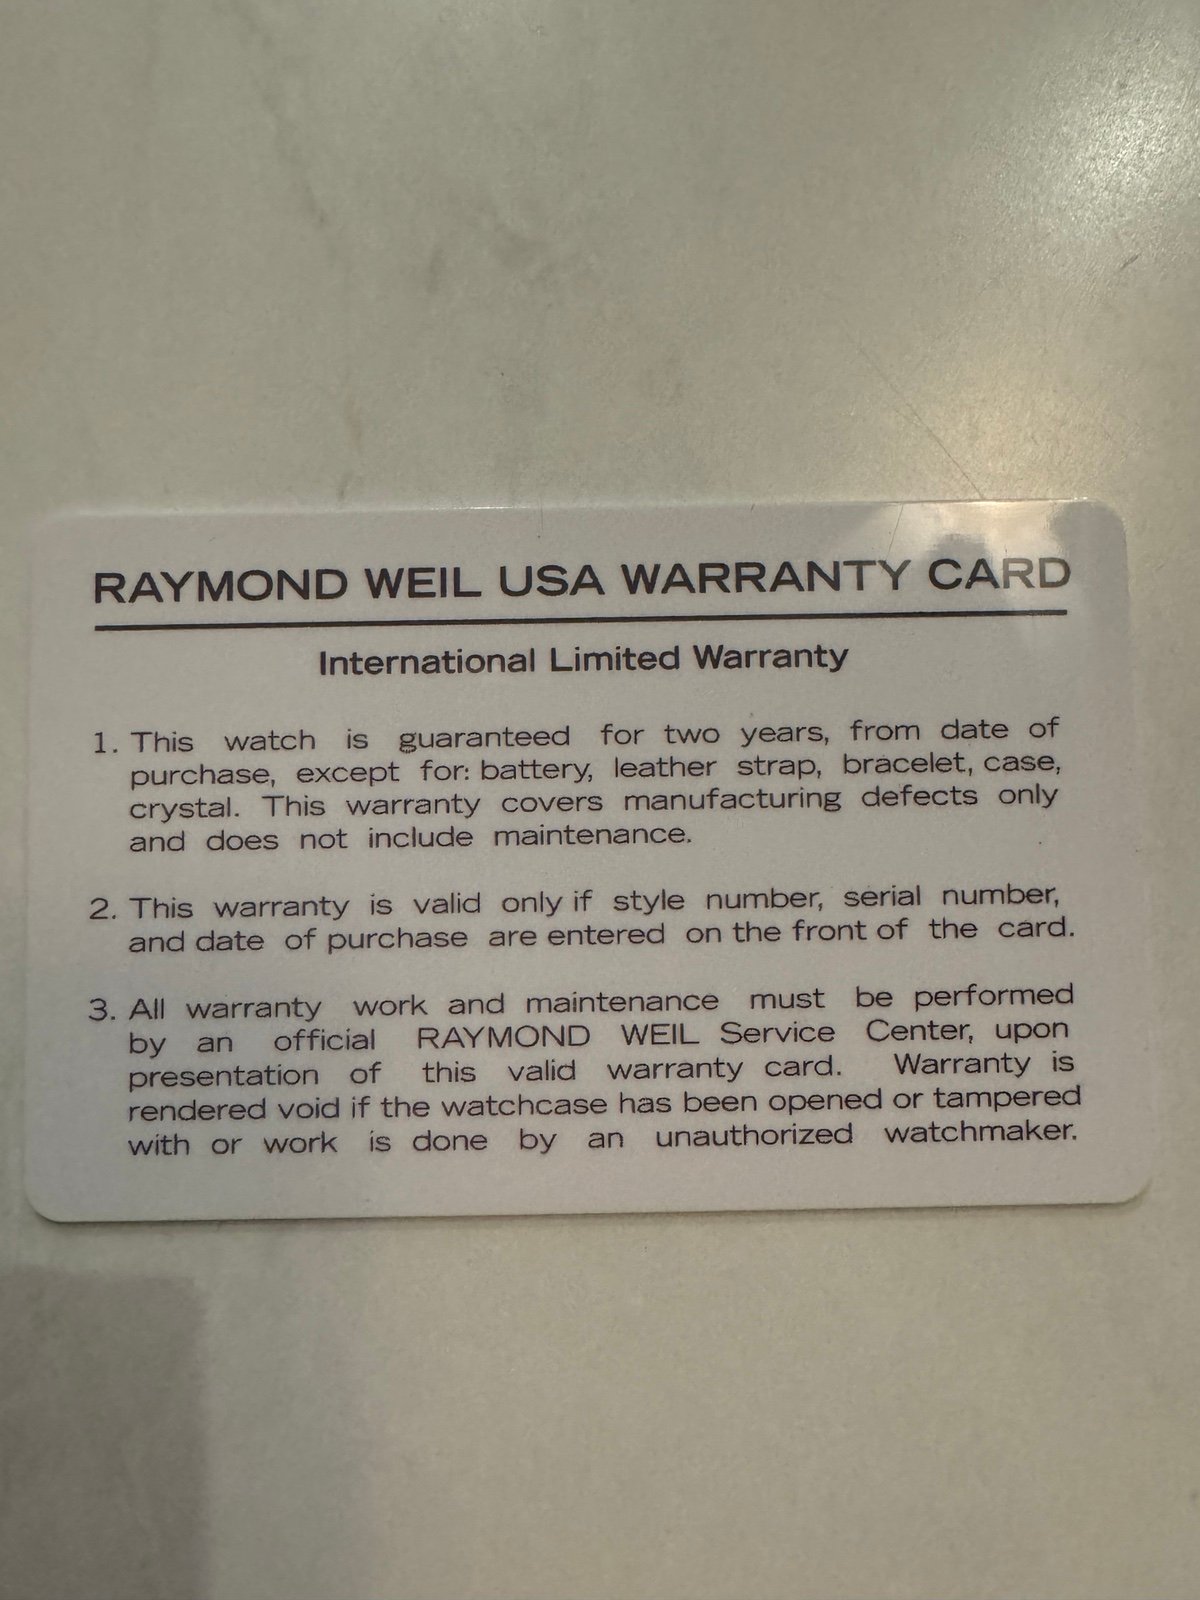 RAYMOND WEIL USA WARRANTY CARD
International Limited Warranty
1. This watch is guaranteed for two years, from date of
purchase, except for: battery, leather strap, bracelet, case,
crystal. This warranty covers manufacturing defects only
and does not include maintenance.
2. This warranty is valid only if style number, serial number,
and date of purchase are entered on the front of the card.
3. All warranty work and maintenance must be performed
by an official RAYMOND WEIL Service Center, upon
presentation of this valid warranty card. Warranty is
rendered void if the watchcase has been opened or tampered
with or work is done by an unauthorized watchmaker.